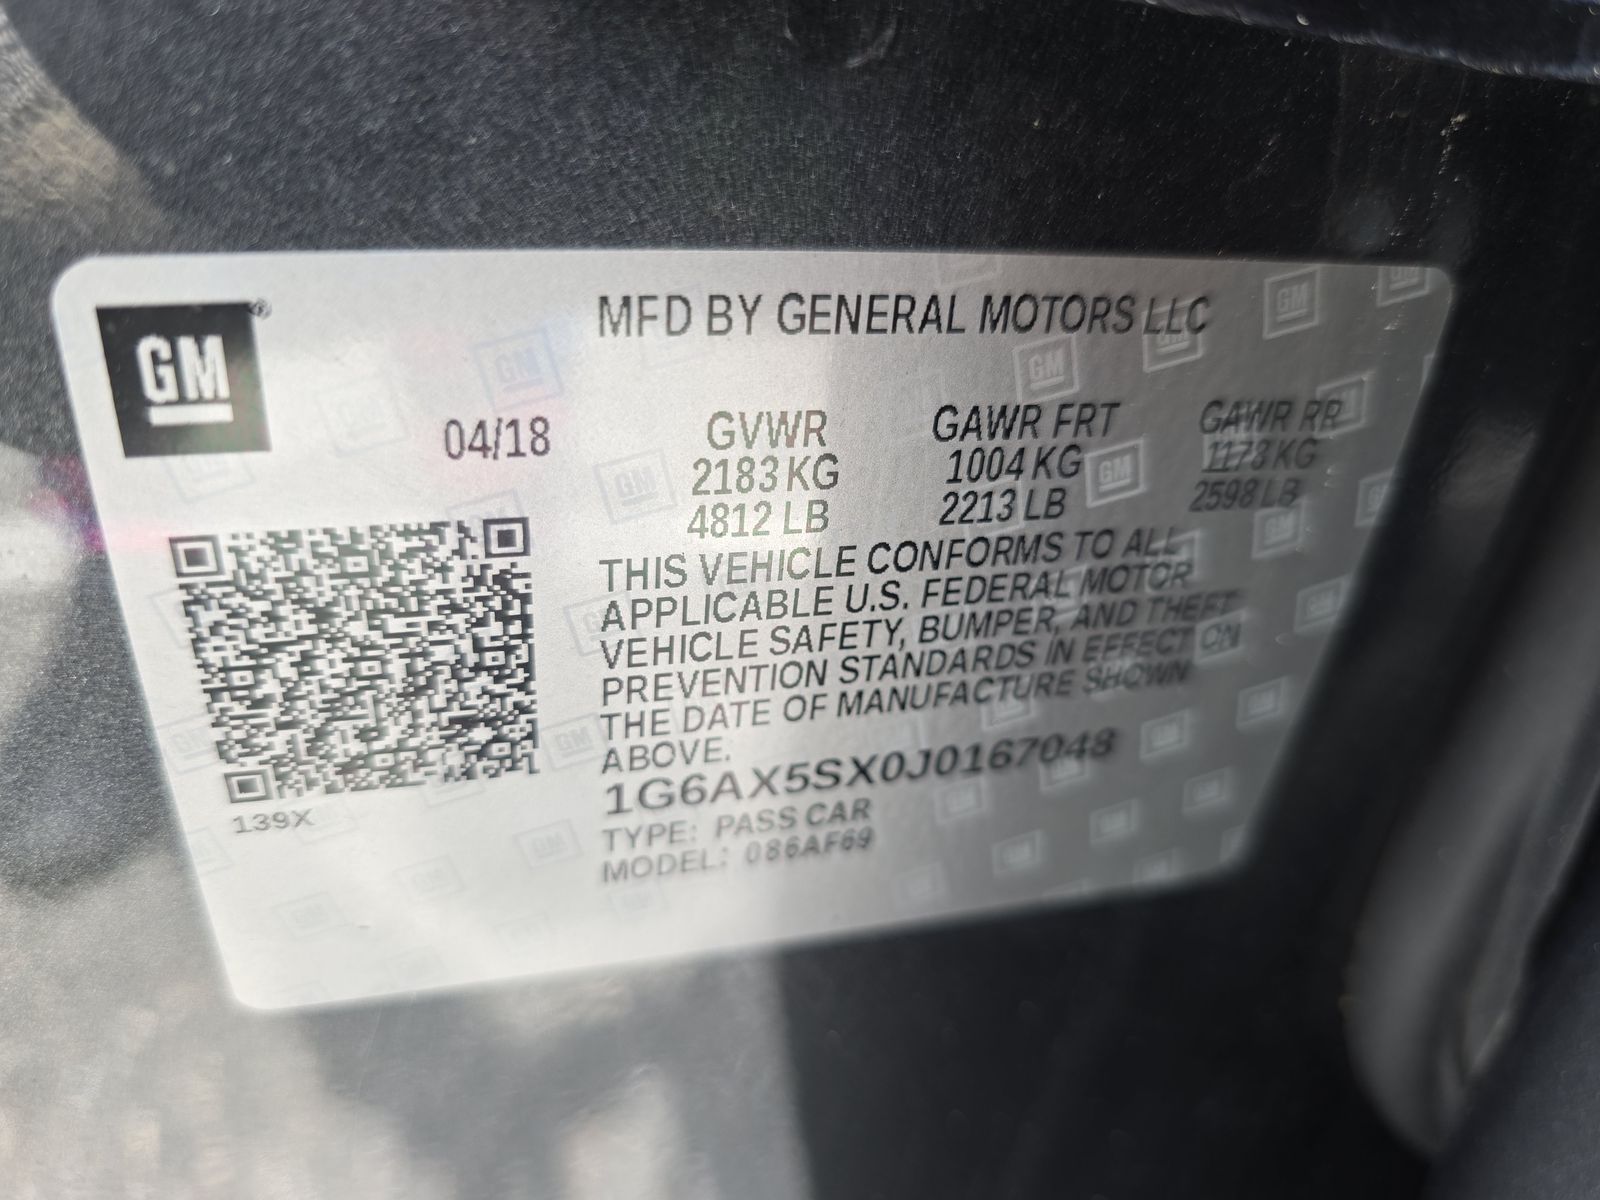 GM
MFD BY GENERAL MOTORS LLC
04/18
GVWR GAWR FRT GAWR RR
2183 KG 1004 KG 1178 KG
4812 LB 2213 LB 2598 LB
THIS VEHICLE CONFORMS TO ALL
APPLICABLE U.S. FEDERAL MOTOR
VEHICLE SAFETY, BUMPER, AND THEFT
PREVENTION STANDARDS IN EFFECT ON
THE DATE OF MANUFACTURE SHOWN
ABOVE.
1G6AX5SX0J0167048
TYPE: PASS CAR
MODEL: 086AF69
139X